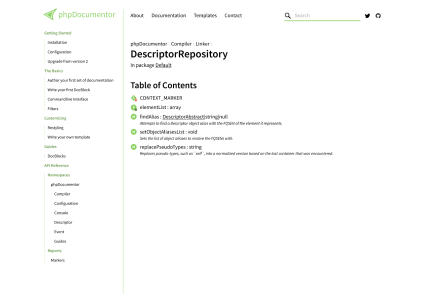 phpDocumentor
About Documentation Templates Contact
Search
Getting Started
Installation
Configuration
Upgrade from version 2
The Basics
Author your first set of documentation
Write your first DocBlock
Commandline Interface
Filters
Customizing
Restyling
Write your own template
Guides
DocBlocks
API Reference
Namespaces
phpDocumentor
Compiler
Configuration
Console
Descriptor
Event
Guides
Reports
Markers
phpDocumentor Compiler Linker
DescriptorRepository
in package Default
Table of Contents
CONTEXT_MARKER
elementList : array
findAlias : DescriptorAbstract|string|null
Attempts to find a Descriptor object alias with the FQSEN of the element it represents.
setObjectAliasesList : void
Sets the list of object aliases to resolve the FQSENs with.
replacePseudoTypes : string
Replaces pseudo-types, such as `self`, into a normalized version based on the last container that was encountered.